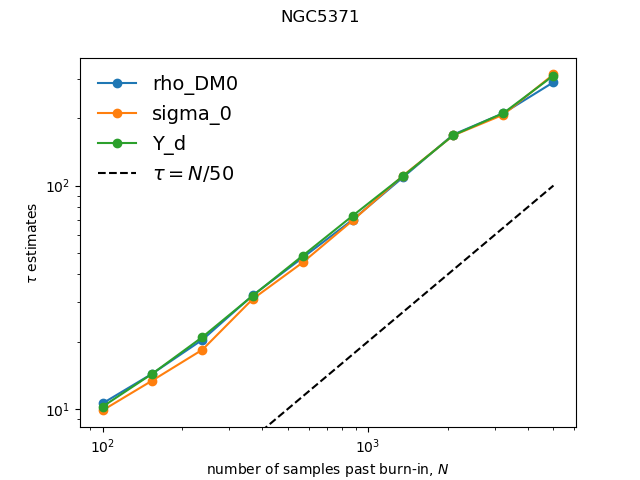 NGC5371
rho_DM0
sigma_0
Y_d
τ = N/50
10²
10¹
τ estimates
10² 10³
number of samples past burn-in, N